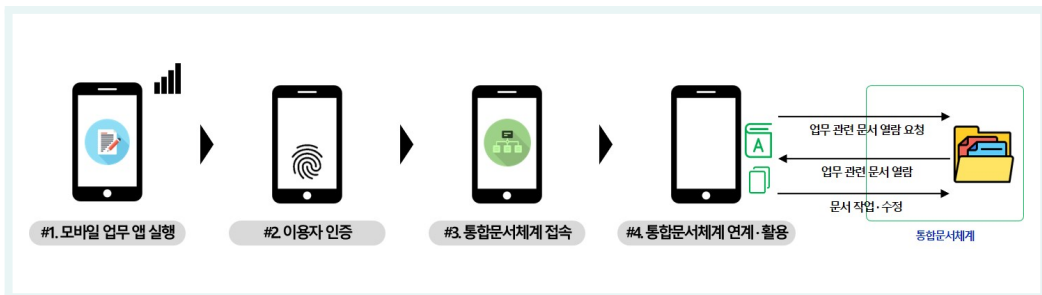 업무 관련 문서 열람 요청
A
업무 관련 문서 열람
문서 작업·수정
#1. 모바일 업무 앱 실행
#2 이용자 인증
#3. 통합문서체계 접속
#4. 통합문서체계 연계·활용
통합문서체계